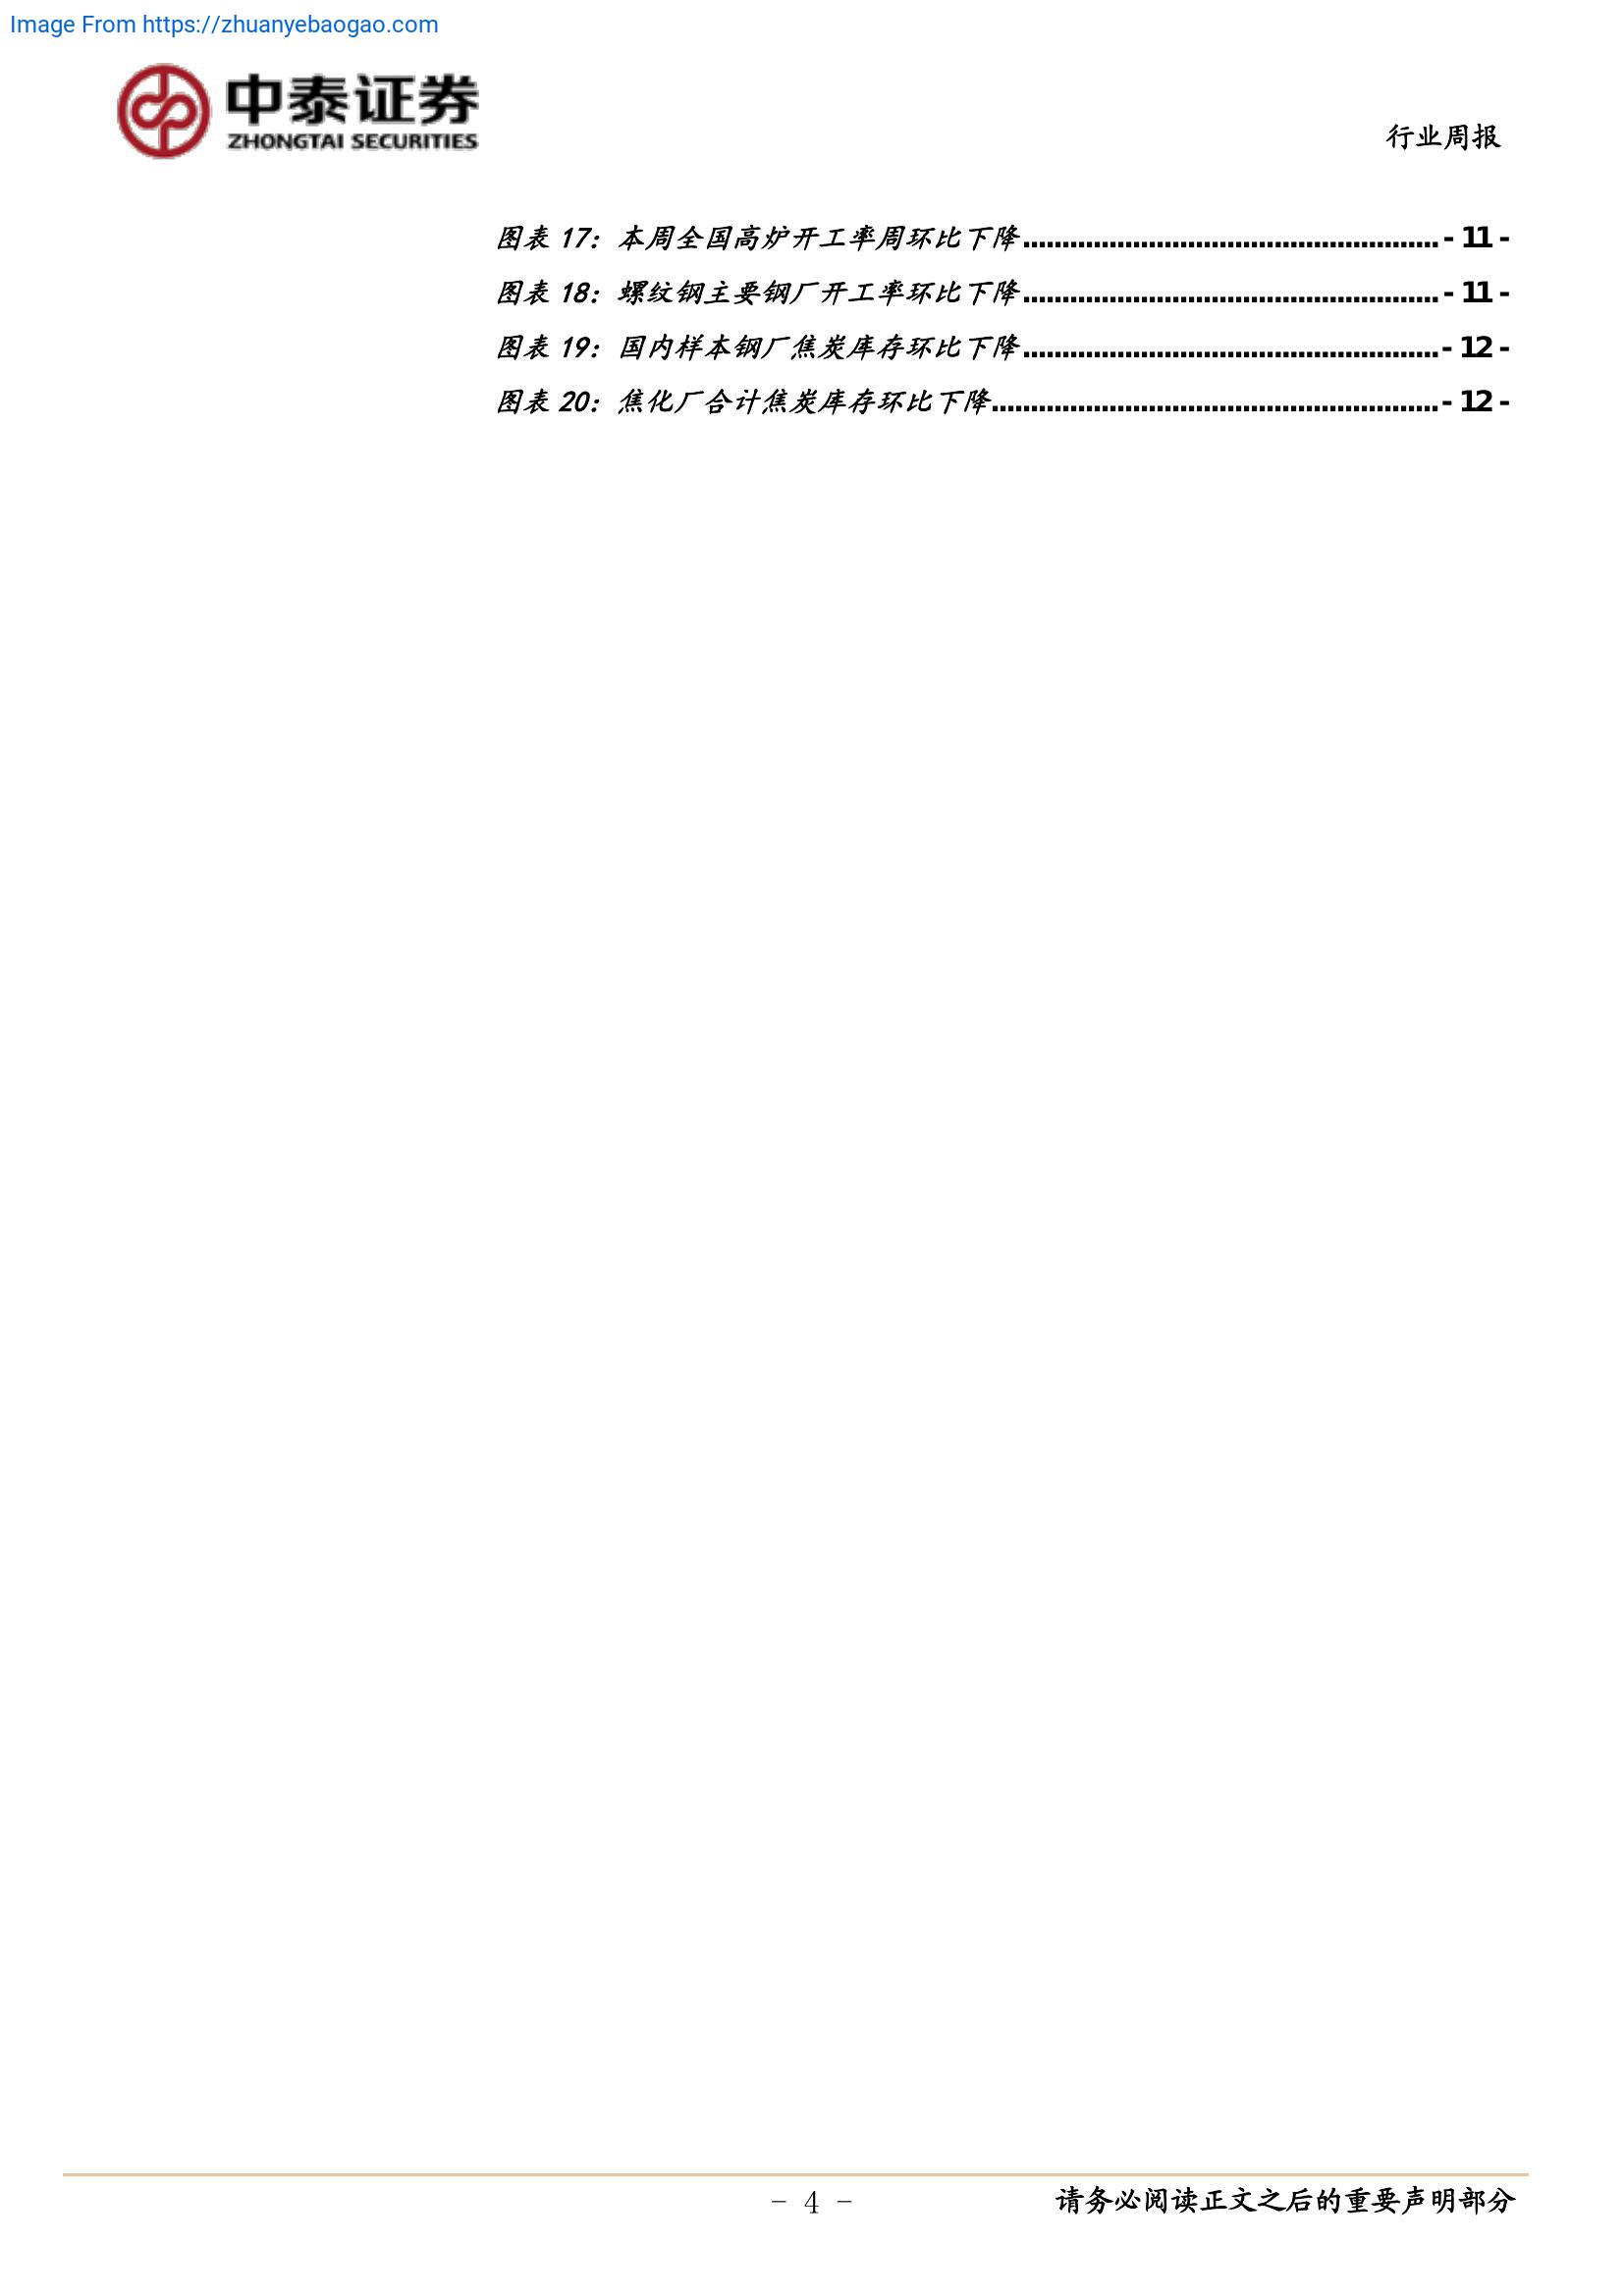 Image From https://zhuanyebaogao.com
中泰证券
ZHONGTAI SECURITIES
行业周报
图表 17：本周全国高炉开工率周环比下降.....................................................- 11 -
图表 18：螺纹钢主要钢厂开工率环比下降.....................................................- 11 -
图表 19：国内样本钢厂焦炭库存环比下降.....................................................- 12 -
图表 20：焦化厂合计焦炭库存环比下降.........................................................- 12 -
- 4 -
请务必阅读正文之后的重要声明部分